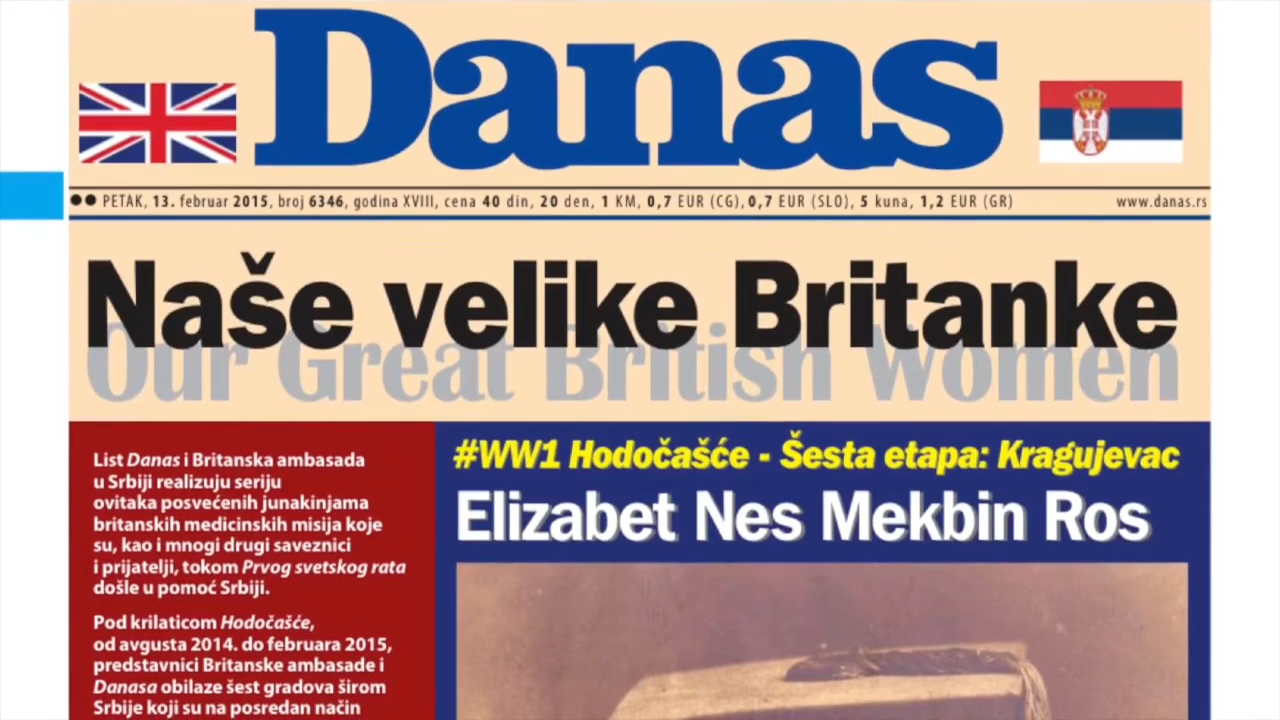 Danas
●● PETAK, 13. februar 2015, broj 6346, godina XVIII, cena 40 din, 20 den, 1 KM, 0,7 EUR (CG), 0,7 EUR (SLO), 5 kuna, 1,2 EUR (GR) www.danas.rs
Naše velike Britanke
Our Great British Women
List Danas i Britanska ambasada
u Srbiji realizuju seriju
ovitaka posvećenih junakinjama
britanskih medicinskih misija koje
su, kao i mnogi drugi saveznici
i prijatelji, tokom Prvog svetskog rata
došle u pomoć Srbiji.
Pod krilaticom Hodočašće,
od avgusta 2014. do februara 2015,
predstavnici Britanske ambasade i
Danasa obilaze šest gradova širom
Srbije koji su na posredan način
#WW1 Hodočašće - Šesta etapa: Kragujevac
Elizabet Nes Mekbin Ros